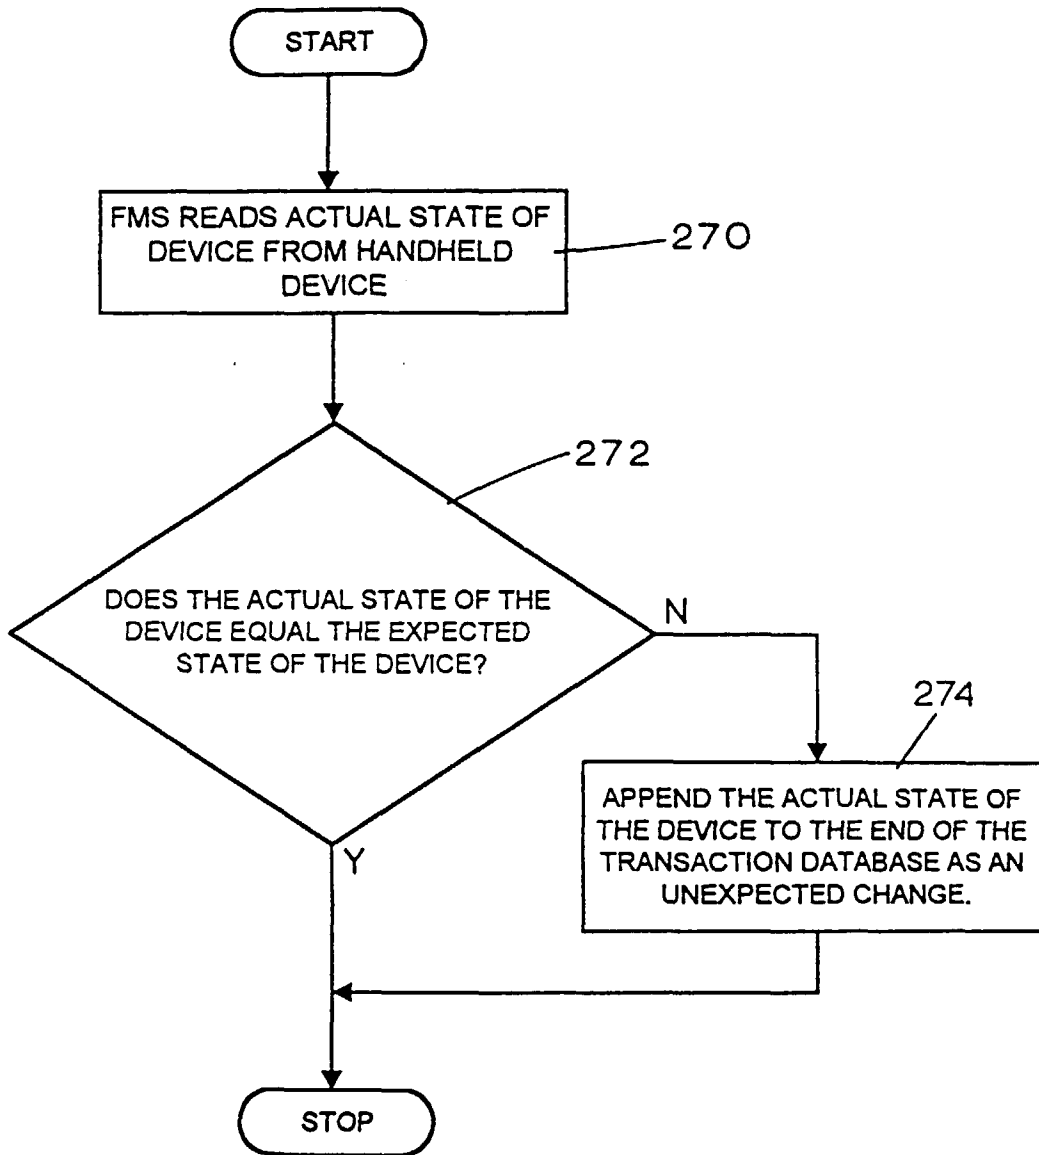 START
FMS READS ACTUAL STATE OF
DEVICE FROM HANDHELD
DEVICE
270
272
DOES THE ACTUAL STATE OF THE
DEVICE EQUAL THE EXPECTED
STATE OF THE DEVICE?
N
274
APPEND THE ACTUAL STATE OF
THE DEVICE TO THE END OF THE
TRANSACTION DATABASE AS AN
UNEXPECTED CHANGE.
Y
STOP